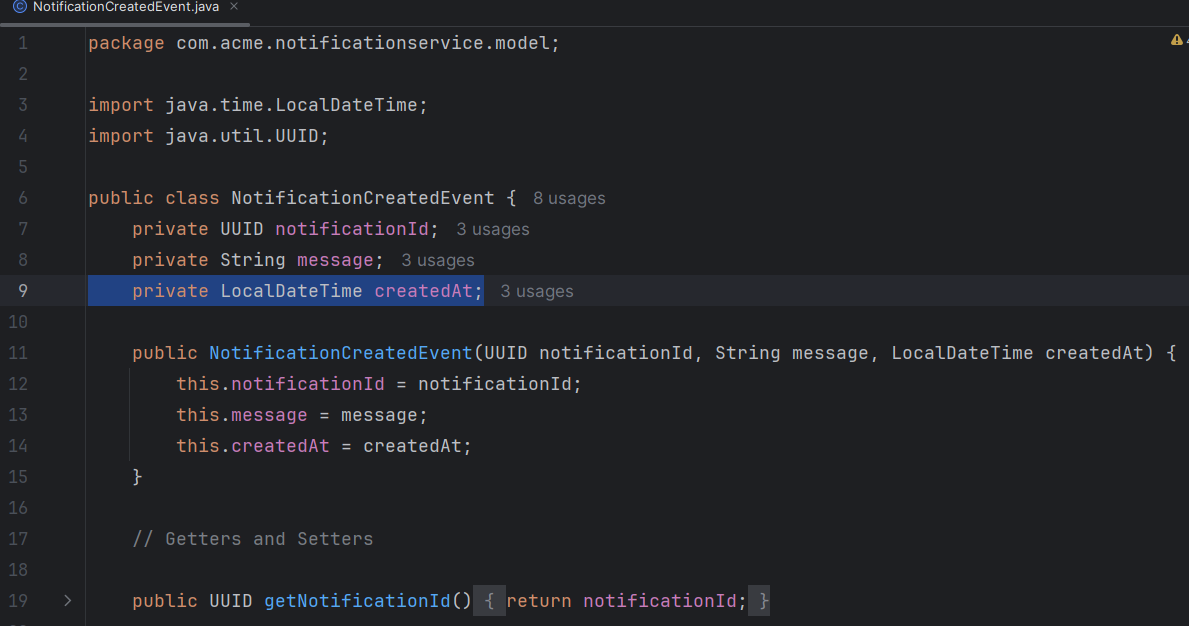 NotificationCreatedEvent.java
1 package com.acme.notificationservice.model;
2
3 import java.time.LocalDateTime;
4 import java.util.UUID;
5
6 public class NotificationCreatedEvent { 8 usages
7 private UUID notificationId; 3 usages
8 private String message; 3 usages
9 private LocalDateTime createdAt; 3 usages
10
11 public NotificationCreatedEvent(UUID notificationId, String message, LocalDateTime createdAt) {
12 this.notificationId = notificationId;
13 this.message = message;
14 this.createdAt = createdAt;
15 }
16
17 // Getters and Setters
18
19 public UUID getNotificationId() { return notificationId; }